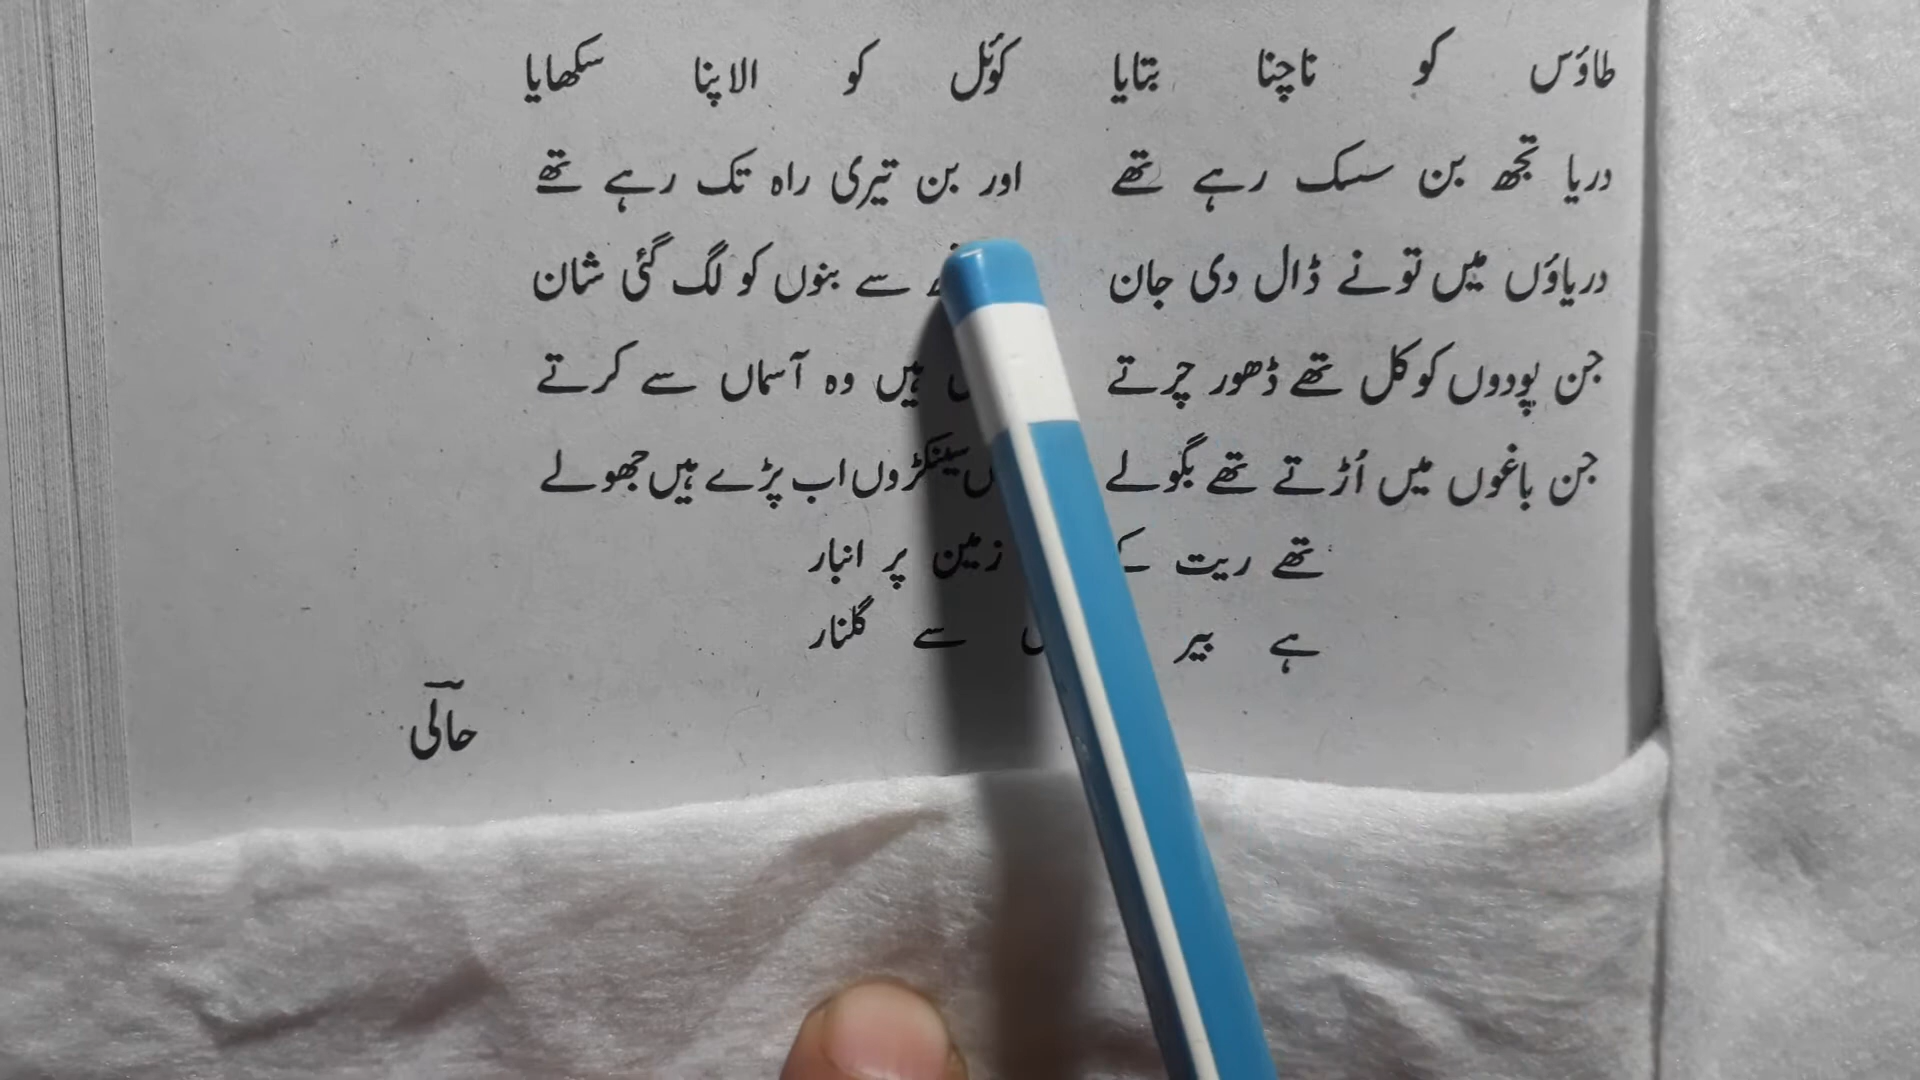 طاؤس کو ناچنا بتایا کوئل کو الاپنا سکھایا
دریا تجھ بن سسک رہے تھے اور بن تیری راہ تک رہے تھے
دریاؤں میں تو نے ڈال دی جان سے بنوں کو لگ گئی شان
جن پودوں کو کل تھے ڈھور چرتے ہیں وہ آسماں سے کرتے
جن باغوں میں اُڑتے تھے بگولے سینکڑوں اب پڑے ہیں جھولے
تھے ریت کے زمین پر انبار
ہے بیر سے گلنار
حالی